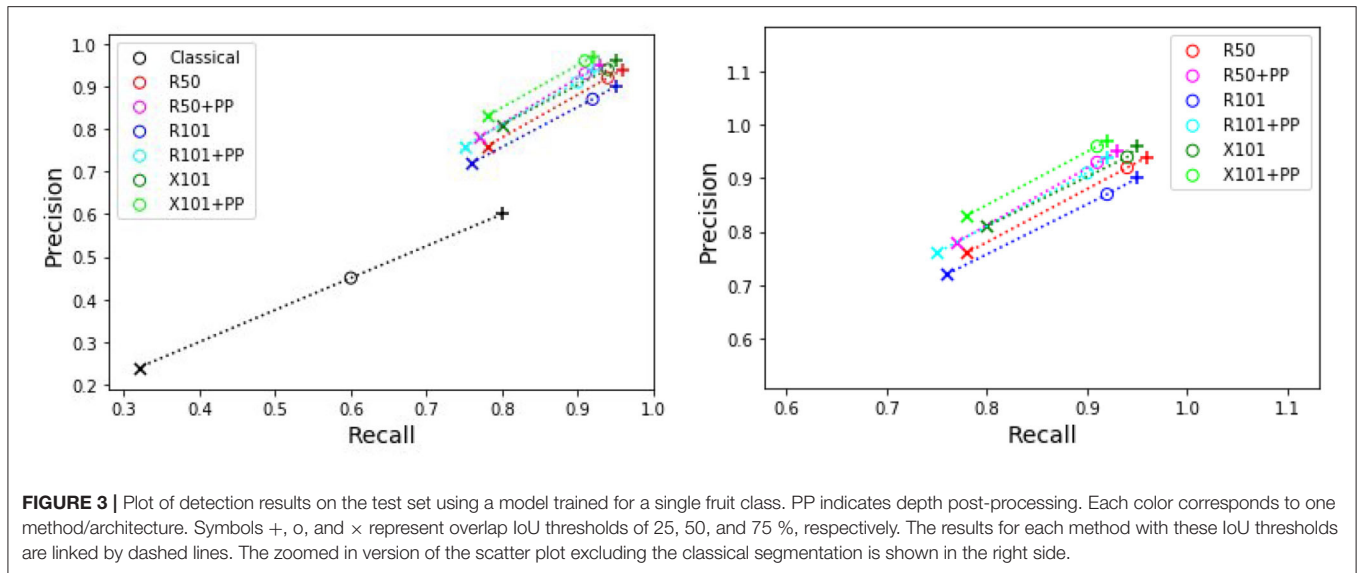 1.0
0.9
0.8
0.7
0.6
0.5
0.4
0.3
0.2
Precision
Classical
R50
R50+PP
R101
R101+PP
X101
X101+PP
0.3 0.4 0.5 0.6 0.7 0.8 0.9 1.0
Recall
1.1
1.0
0.9
0.8
0.7
0.6
Precision
R50
R50+PP
R101
R101+PP
X101
X101+PP
0.6 0.7 0.8 0.9 1.0 1.1
Recall
FIGURE 3 | Plot of detection results on the test set using a model trained for a single fruit class. PP indicates depth post-processing. Each color corresponds to one
method/architecture. Symbols +, o, and × represent overlap IoU thresholds of 25, 50, and 75 %, respectively. The results for each method with these IoU thresholds
are linked by dashed lines. The zoomed in version of the scatter plot excluding the classical segmentation is shown in the right side.